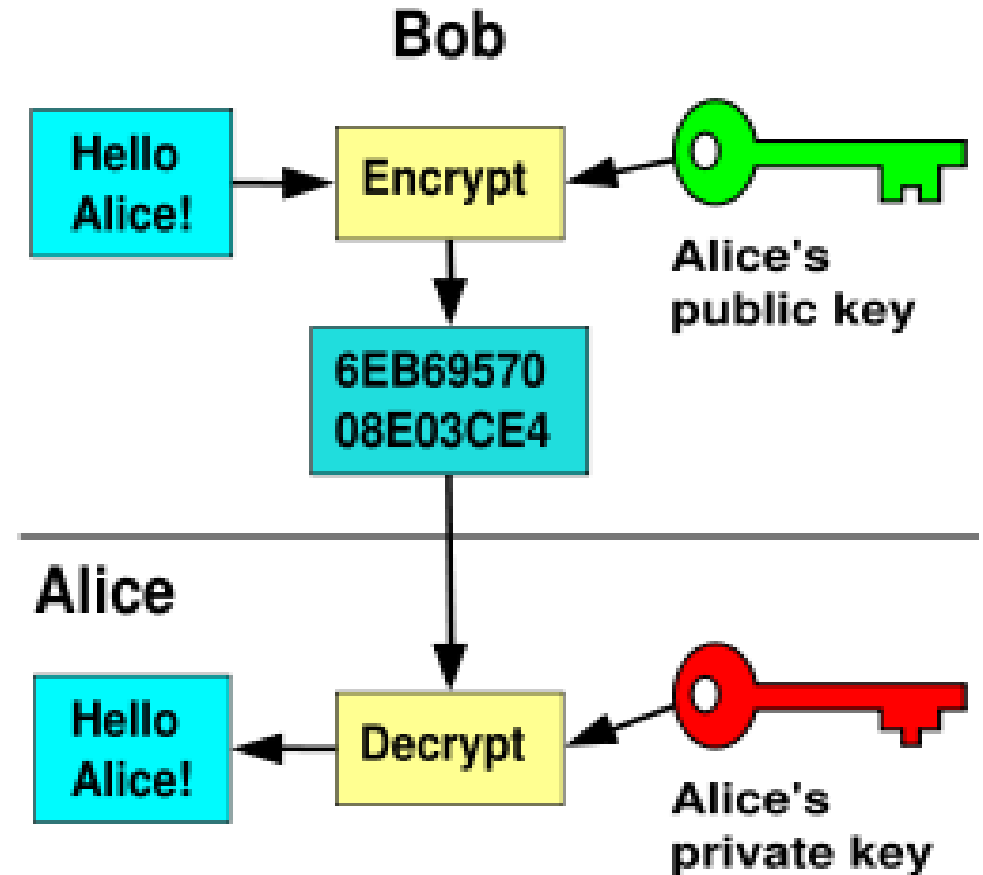 Bob
Hello
Alice!
Encrypt
Alice's
public key
6EB69570
08E03CE4
Alice
Hello
Alice!
Decrypt
Alice's
private key